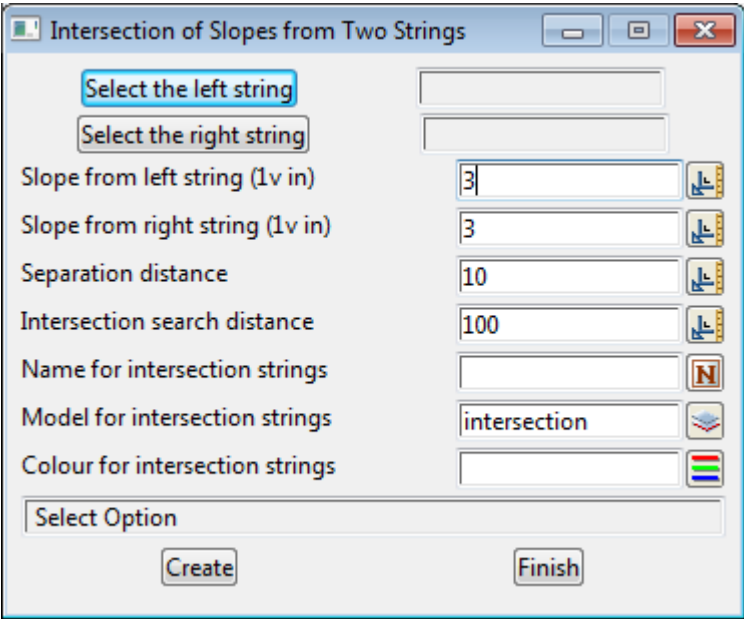 Intersection of Slopes from Two Strings
Select the left string
Select the right string
Slope from left string (1v in) 3
Slope from right string (1v in) 3
Separation distance 10
Intersection search distance 100
Name for intersection strings N
Model for intersection strings intersection
Colour for intersection strings
Select Option
Create Finish